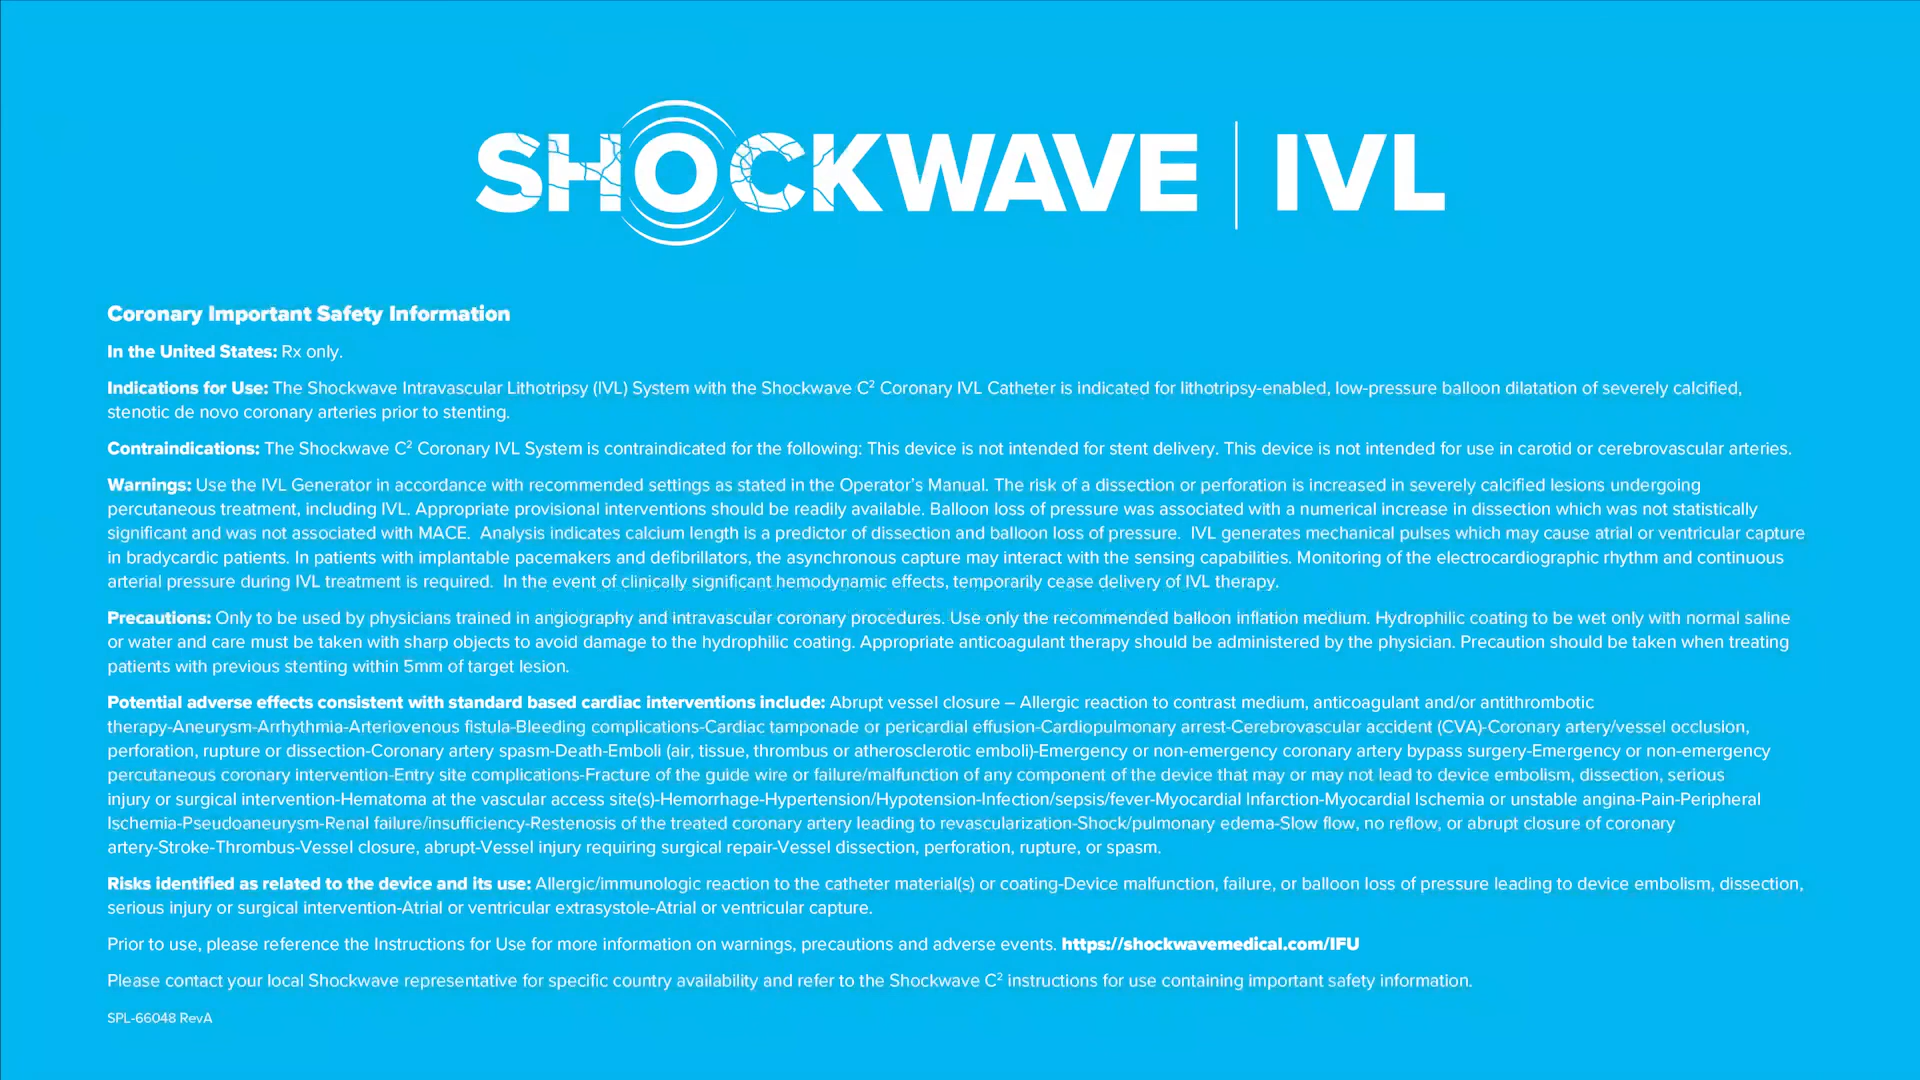 SHOCKWAVE | IVL
Coronary Important Safety Information
In the United States: Rx only.
Indications for Use: The Shockwave Intravascular Lithotripsy (IVL) System with the Shockwave C² Coronary IVL Catheter is indicated for lithotripsy-enabled, low-pressure balloon dilatation of severely calcified,
stenotic de novo coronary arteries prior to stenting.
Contraindications: The Shockwave C² Coronary IVL System is contraindicated for the following: This device is not intended for stent delivery. This device is not intended for use in carotid or cerebrovascular arteries.
Warnings: Use the IVL Generator in accordance with recommended settings as stated in the Operator's Manual. The risk of a dissection or perforation is increased in severely calcified lesions undergoing
percutaneous treatment, including IVL. Appropriate provisional interventions should be readily available. Balloon loss of pressure was associated with a numerical increase in dissection which was not statistically
significant and was not associated with MACE.  Analysis indicates calcium length is a predictor of dissection and balloon loss of pressure.  IVL generates mechanical pulses which may cause atrial or ventricular capture
in bradycardic patients. In patients with implantable pacemakers and defibrillators, the asynchronous capture may interact with the sensing capabilities. Monitoring of the electrocardiographic rhythm and continuous
arterial pressure during IVL treatment is required.  In the event of clinically significant hemodynamic effects, temporarily cease delivery of IVL therapy.
Precautions: Only to be used by physicians trained in angiography and intravascular coronary procedures. Use only the recommended balloon inflation medium. Hydrophilic coating to be wet only with normal saline
or water and care must be taken with sharp objects to avoid damage to the hydrophilic coating. Appropriate anticoagulant therapy should be administered by the physician. Precaution should be taken when treating
patients with previous stenting within 5mm of target lesion.
Potential adverse effects consistent with standard based cardiac interventions include: Abrupt vessel closure – Allergic reaction to contrast medium, anticoagulant and/or antithrombotic
therapy-Aneurysm-Arrhythmia-Arteriovenous fistula-Bleeding complications-Cardiac tamponade or pericardial effusion-Cardiopulmonary arrest-Cerebrovascular accident (CVA)-Coronary artery/vessel occlusion,
perforation, rupture or dissection-Coronary artery spasm-Death-Emboli (air, tissue, thrombus or atherosclerotic emboli)-Emergency or non-emergency coronary artery bypass surgery-Emergency or non-emergency
percutaneous coronary intervention-Entry site complications-Fracture of the guide wire or failure/malfunction of any component of the device that may or may not lead to device embolism, dissection, serious
injury or surgical intervention-Hematoma at the vascular access site(s)-Hemorrhage-Hypertension/Hypotension-Infection/sepsis/fever-Myocardial Infarction-Myocardial Ischemia or unstable angina-Pain-Peripheral
Ischemia-Pseudoaneurysm-Renal failure/insufficiency-Restenosis of the treated coronary artery leading to revascularization-Shock/pulmonary edema-Slow flow, no reflow, or abrupt closure of coronary
artery-Stroke-Thrombus-Vessel closure, abrupt-Vessel injury requiring surgical repair-Vessel dissection, perforation, rupture, or spasm.
Risks identified as related to the device and its use: Allergic/immunologic reaction to the catheter material(s) or coating-Device malfunction, failure, or balloon loss of pressure leading to device embolism, dissection,
serious injury or surgical intervention-Atrial or ventricular extrasystole-Atrial or ventricular capture.
Prior to use, please reference the Instructions for Use for more information on warnings, precautions and adverse events. https://shockwavemedical.com/IFU
Please contact your local Shockwave representative for specific country availability and refer to the Shockwave C² instructions for use containing important safety information.
SPL-66048 RevA